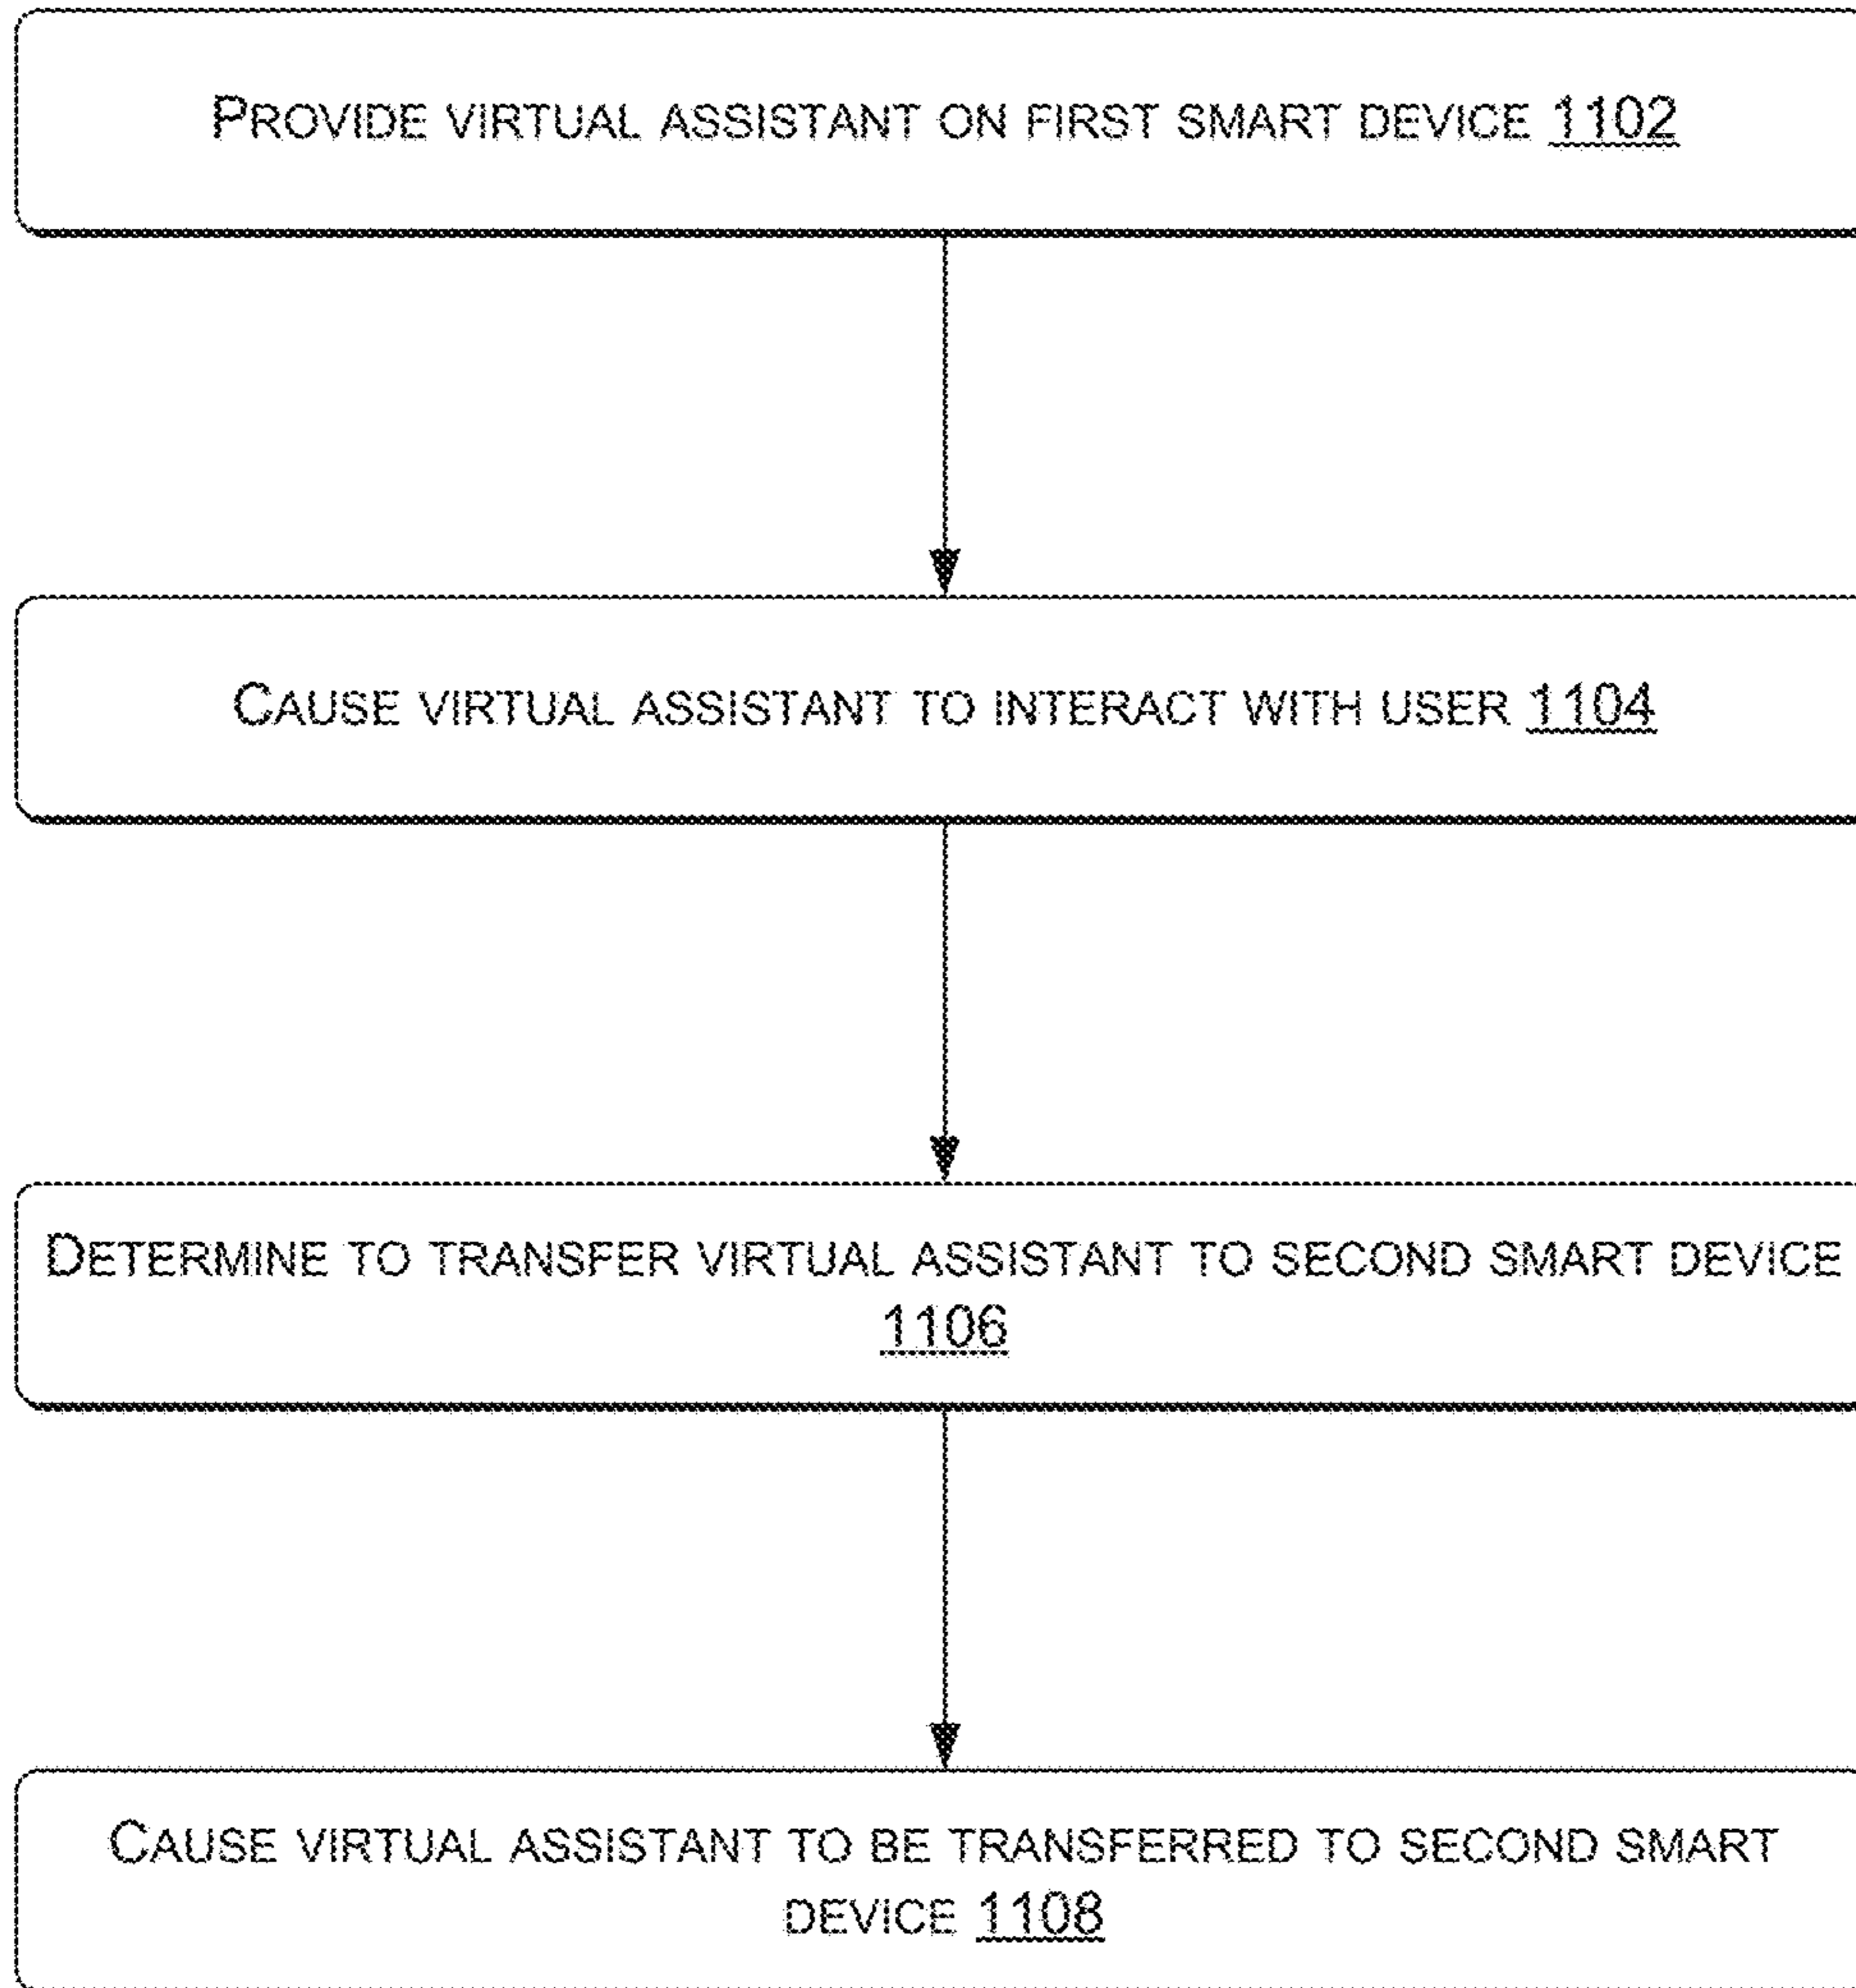 PROVIDE VIRTUAL ASSISTANT ON FIRST SMART DEVICE 1102
CAUSE VIRTUAL ASSISTANT TO INTERACT WITH USER 1104
DETERMINE TO TRANSFER VIRTUAL ASSISTANT TO SECOND SMART DEVICE
1106
CAUSE VIRTUAL ASSISTANT TO BE TRANSFERRED TO SECOND SMART
DEVICE 1108